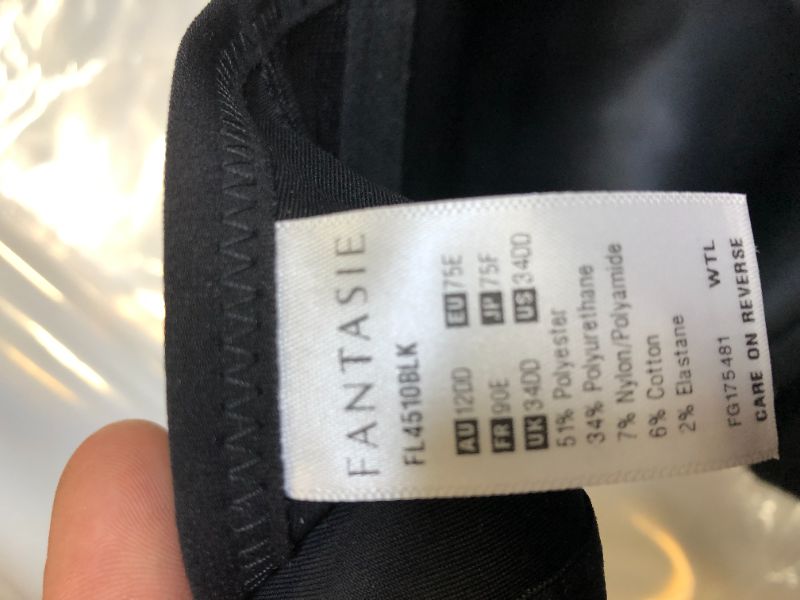 FANTASIE
FL4510BLK
AU 12DD EU 75E
FR 90E JP 75F
UK 34DD US 34DD
51% Polyester
34% Polyurethane
7% Nylon/Polyamide
6% Cotton
2% Elastane
FG175481 WTL
CARE ON REVERSE